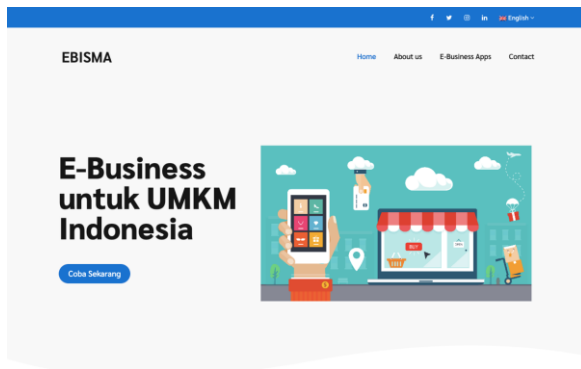 English
EBISMA
Home About us E-Business Apps Contact
E-Business
untuk UMKM
Indonesia
BUY
Coba Sekarang